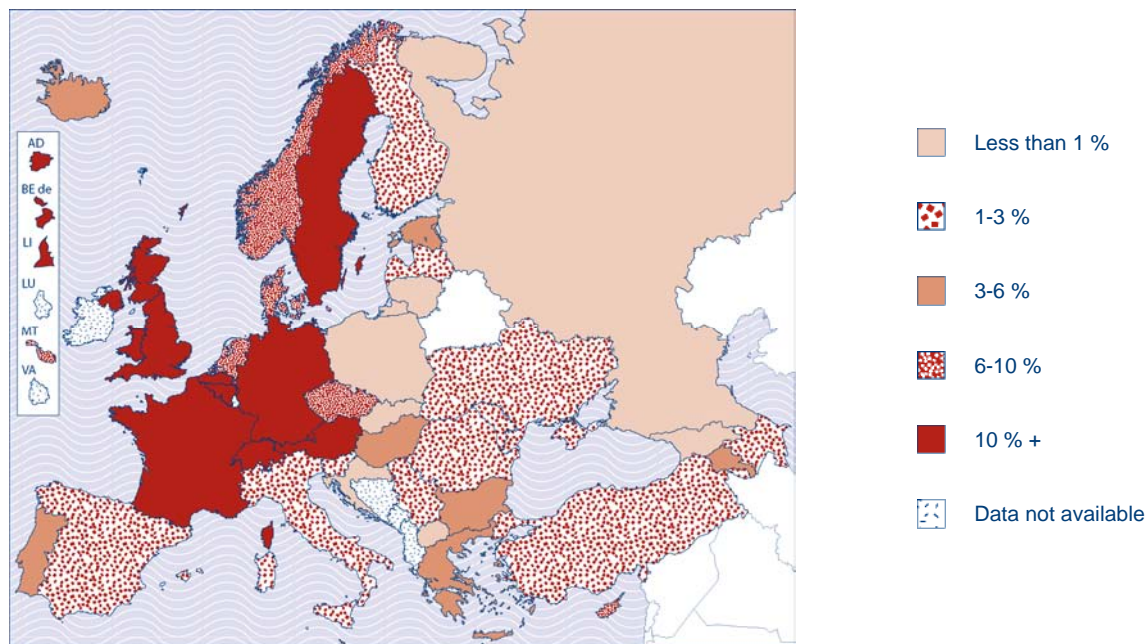 AD
BE de
LI
LU
MT
VA
Less than 1 %
1-3 %
3-6 %
6-10 %
10 % +
Data not available